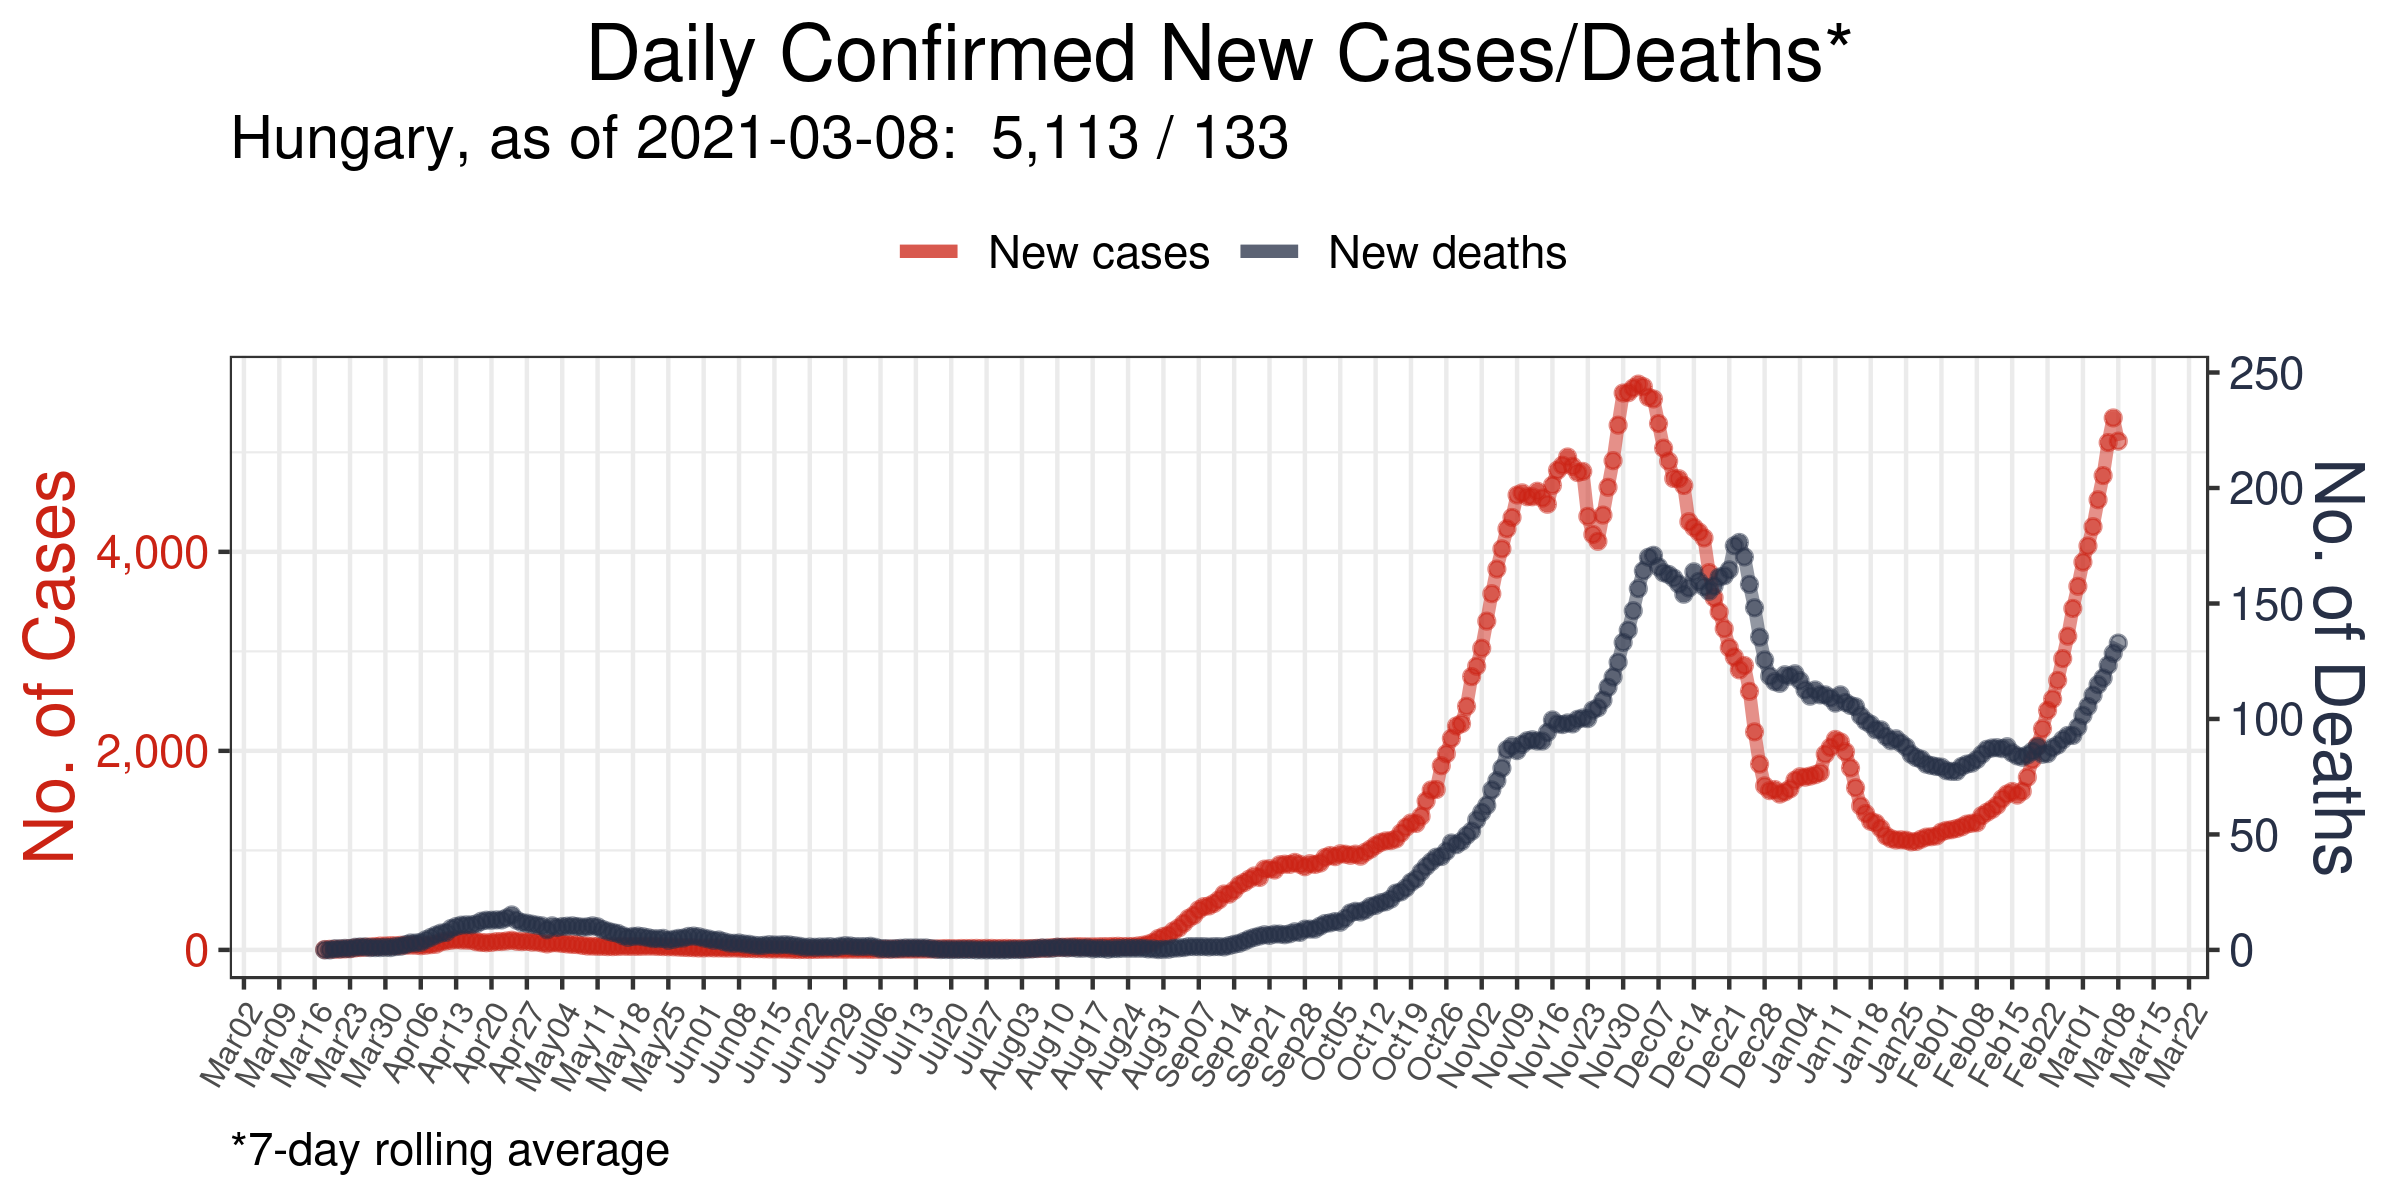 Daily Confirmed New Cases/Deaths*
Hungary, as of 2021-03-08:  5,113 / 133
New cases
New deaths
No. of Cases
4,000
2,000
0
250
200
150
100
50
0
No. of Deaths
Mar02
Mar09
Mar16
Mar23
Mar30
Apr06
Apr13
Apr20
Apr27
May04
May11
May18
May25
Jun01
Jun08
Jun15
Jun22
Jun29
Jul06
Jul13
Jul20
Jul27
Aug03
Aug10
Aug17
Aug24
Aug31
Sep07
Sep14
Sep21
Sep28
Oct05
Oct12
Oct19
Oct26
Nov02
Nov09
Nov16
Nov23
Nov30
Dec07
Dec14
Dec21
Dec28
Jan04
Jan11
Jan18
Jan25
Feb01
Feb08
Feb15
Feb22
Mar01
Mar08
Mar15
Mar22
*7-day rolling average